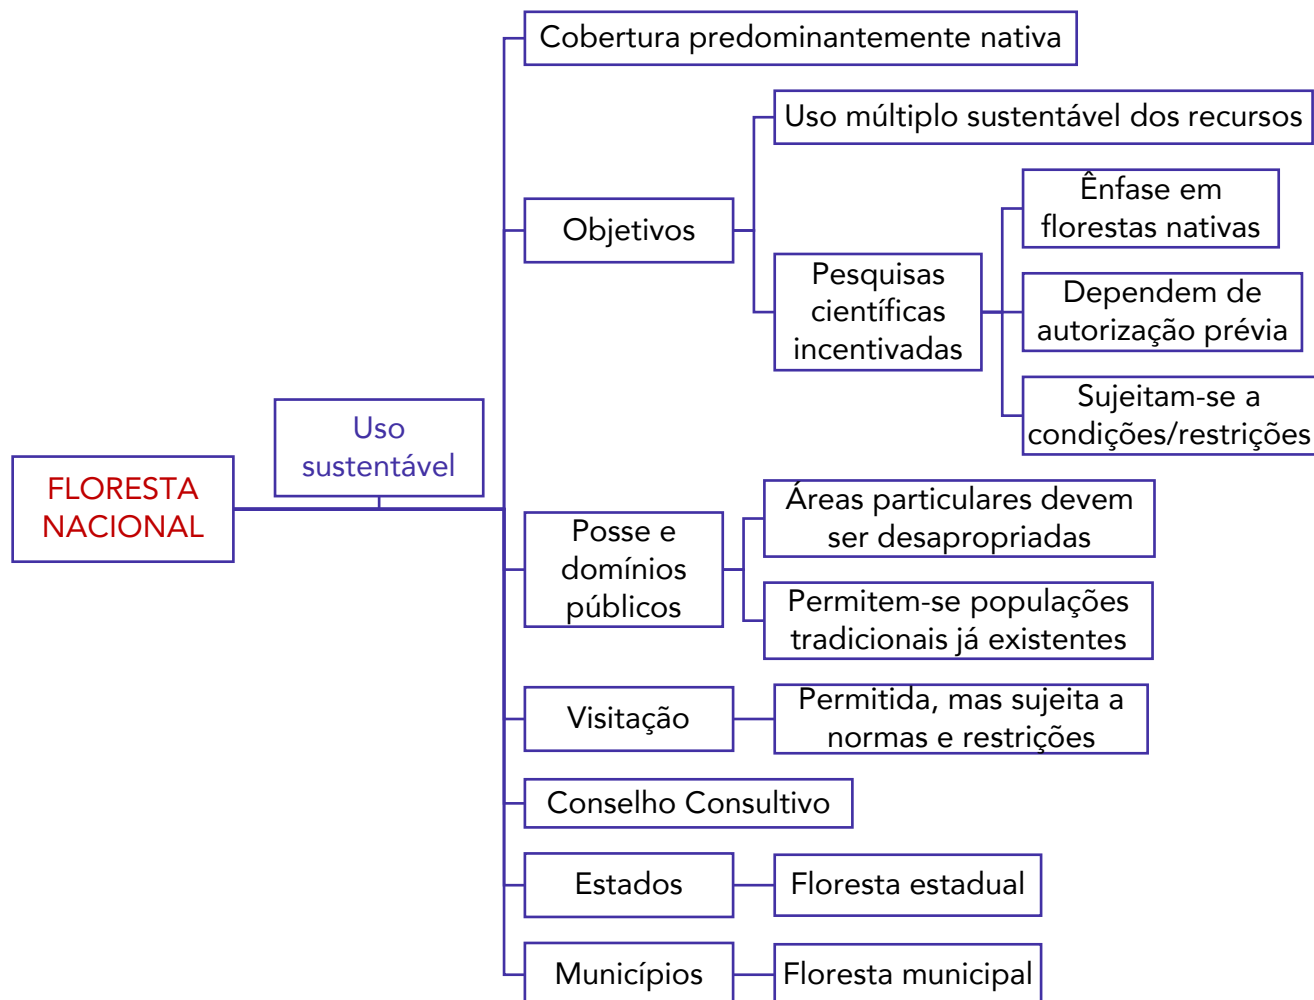 FLORESTA
NACIONAL
Uso
sustentável
Cobertura predominantemente nativa
Objetivos
Uso múltiplo sustentável dos recursos
Pesquisas
científicas
incentivadas
Ênfase em
florestas nativas
Dependem de
autorização prévia
Sujeitam-se a
condições/restrições
Posse e
domínios
públicos
Áreas particulares devem
ser desapropriadas
Permitem-se populações
tradicionais já existentes
Visitação
Permitida, mas sujeita a
normas e restrições
Conselho Consultivo
Estados
Floresta estadual
Municípios
Floresta municipal